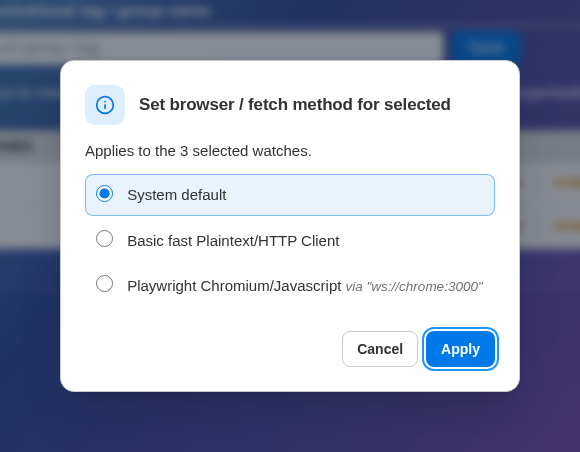 Set browser / fetch method for selected
Applies to the 3 selected watches.
System default
Basic fast Plaintext/HTTP Client
Playwright Chromium/Javascript via "ws://chrome:3000"
Cancel
Apply